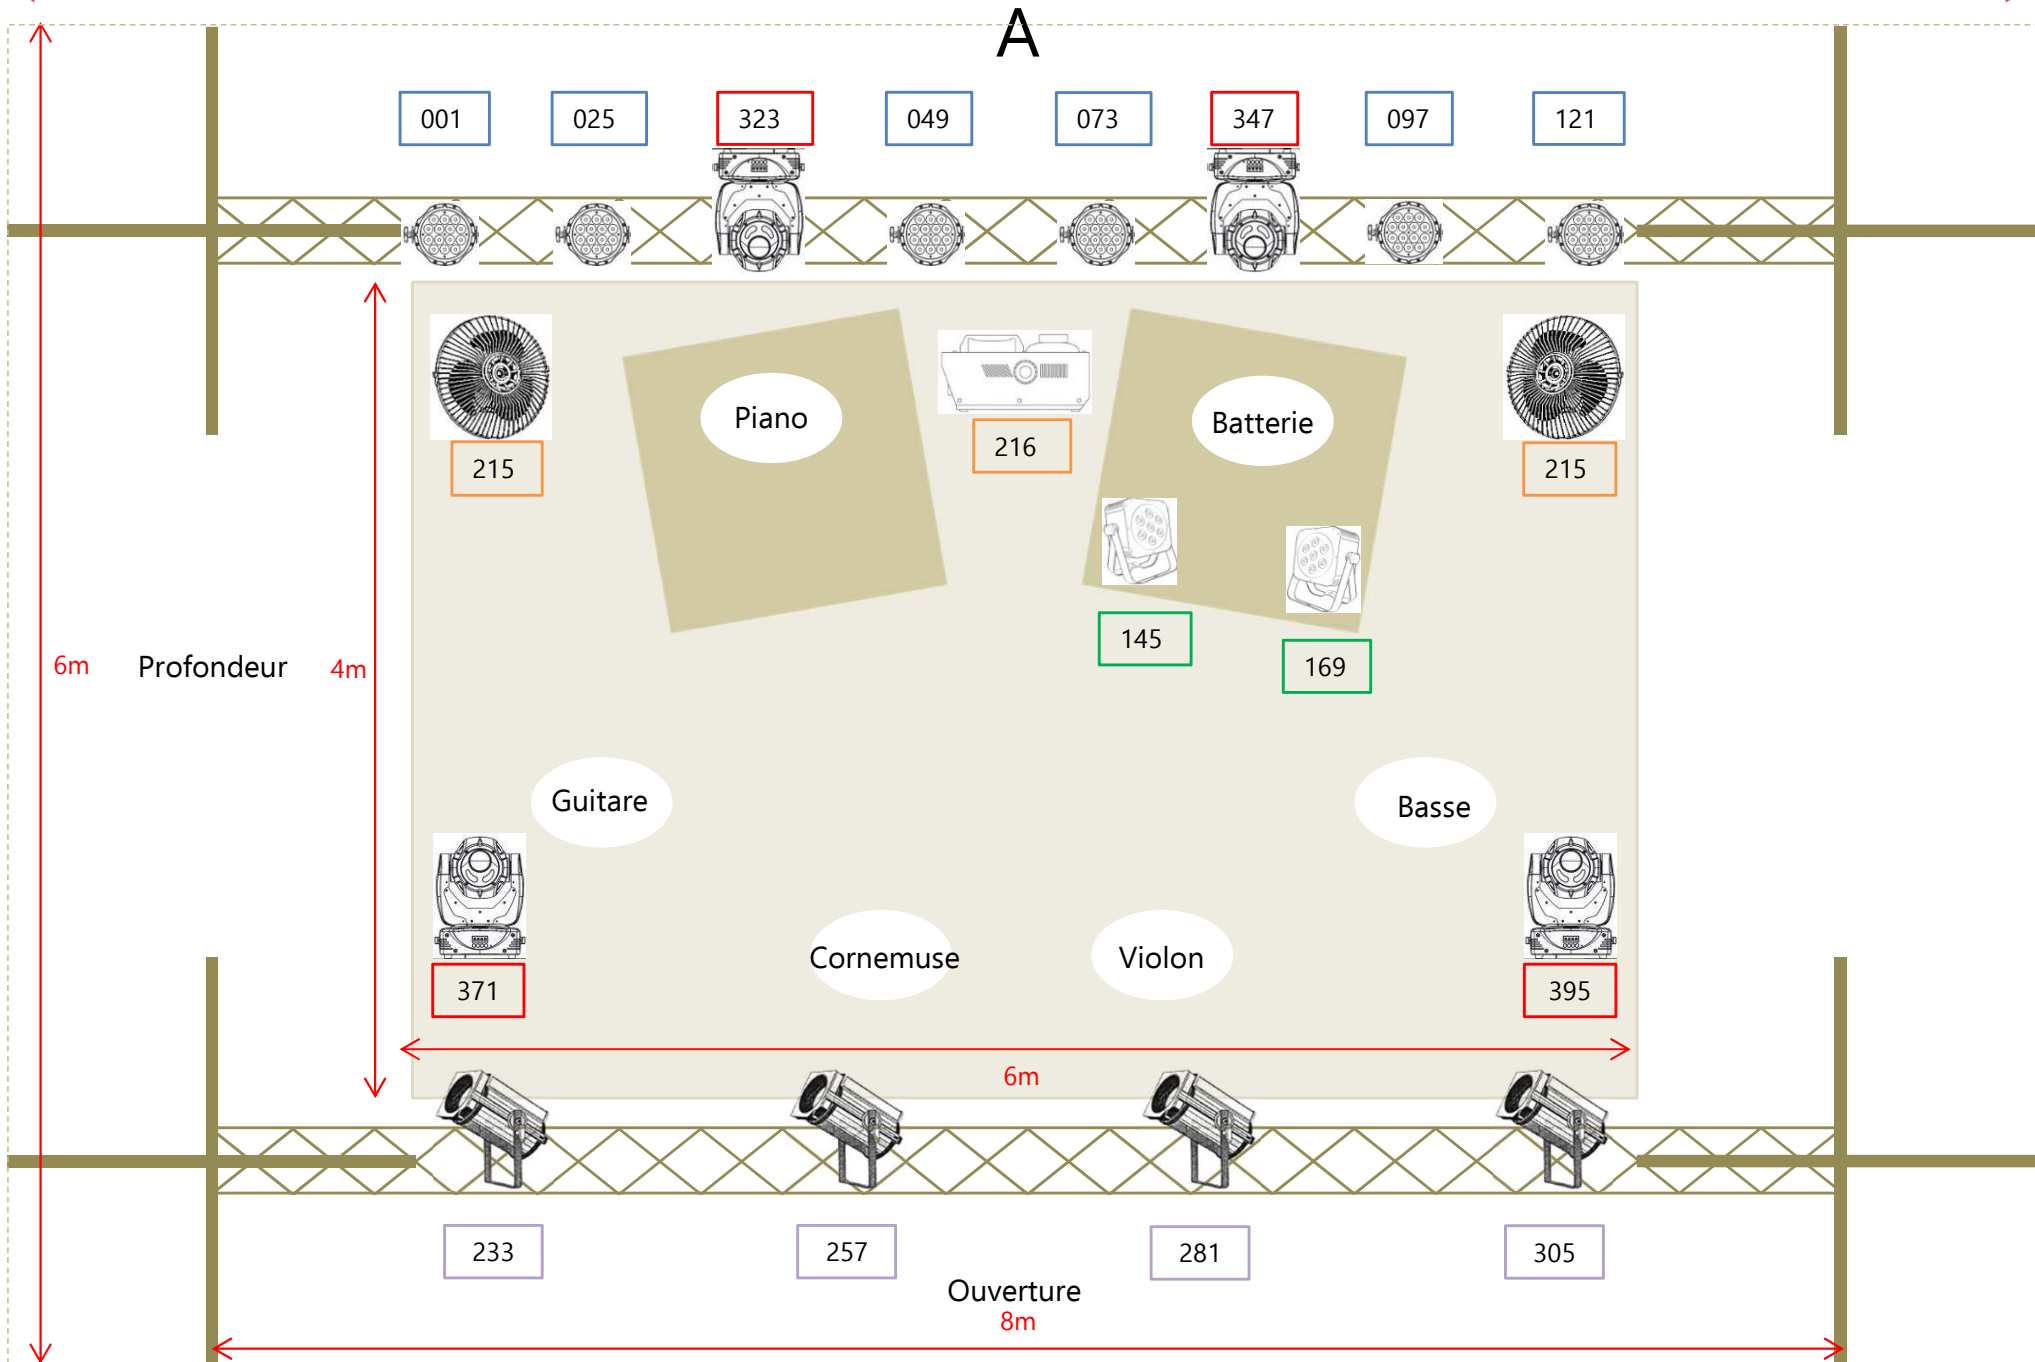 A
001 025 323 049 073 347 097 121
Piano
Batterie
216
215
215
145
169
6m
Profondeur
4m
Guitare
Basse
Cornemuse
Violon
371
395
6m
233 257 281 305
Ouverture
8m